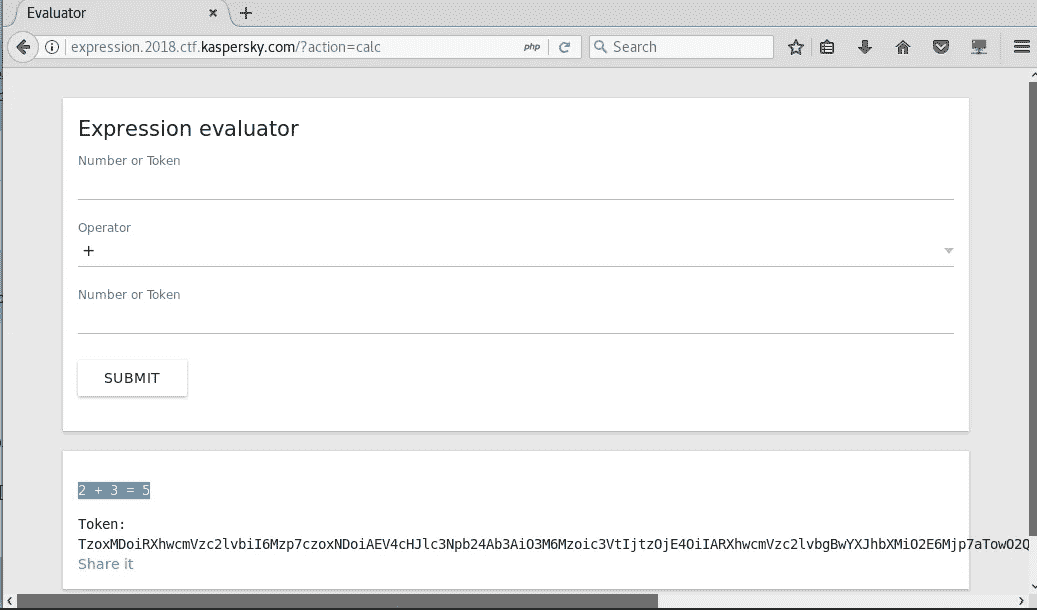 Evaluator
expression.2018.ctf.kaspersky.com/?action=calc
php
Search
Expression evaluator
Number or Token
Operator
+
Number or Token
SUBMIT
2 + 3 = 5
Token:
TzoxMDoiRXhwcmVzc2lvbiI6Mzp7czoxNDoiAEV4cHJlc3Npb24Ab3AiO3M6Mzoic3VtIjtzOjE4OiIARXhwcmVzc2lvbgBwYXJhbXMiO2E6Mjp7aTowO2Q
Share it